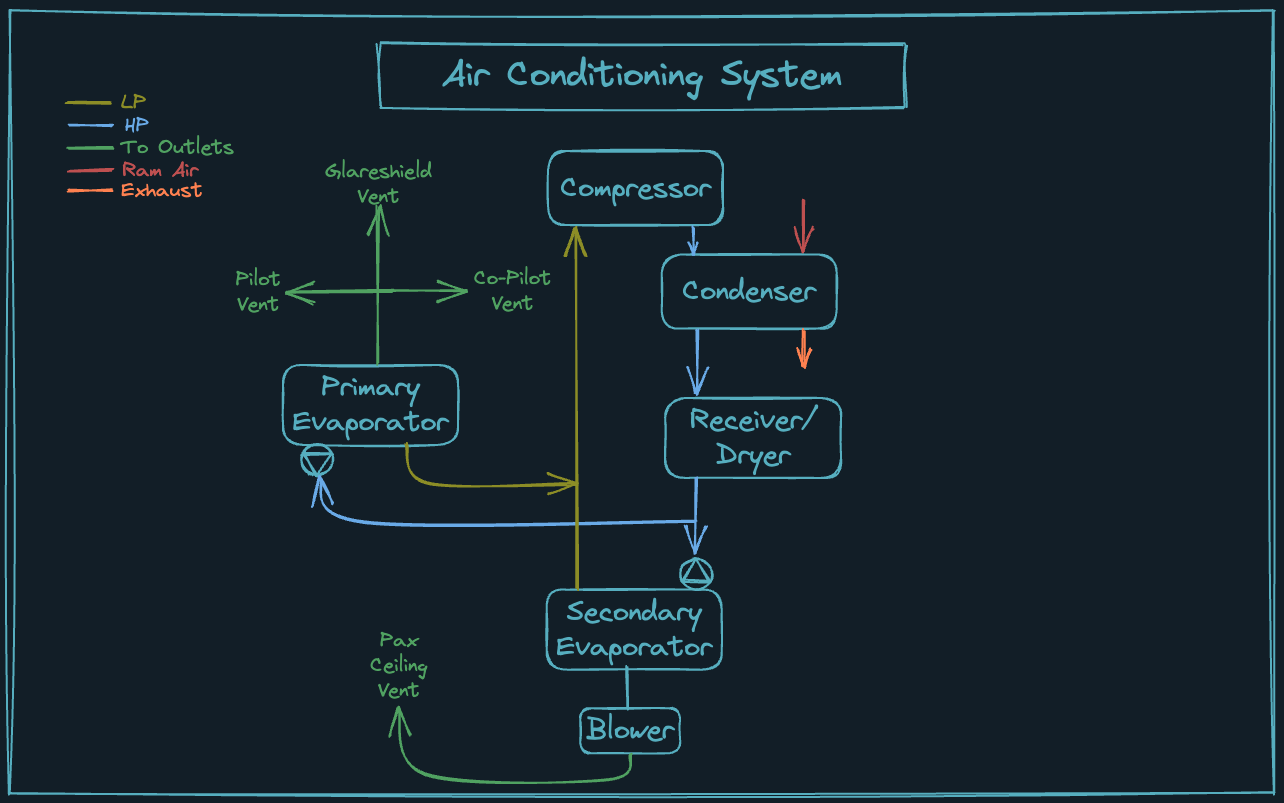 Air Conditioning System
LP
HP
To Outlets
Ram Air
Exhaust
Glareshield
Vent
Pilot
Vent
Co-Pilot
Vent
Compressor
Condenser
Primary
Evaporator
Receiver/
Dryer
Secondary
Evaporator
Pax
Ceiling
Vent
Blower